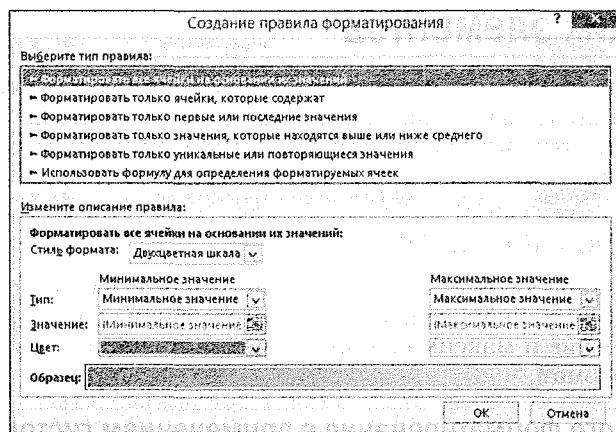 Создание правила форматирования
Выберите тип правила:
► Форматировать все ячейки на основании их значений
► Форматировать только ячейки, которые содержат
► Форматировать только первые или последние значения
► Форматировать только значения, которые находятся выше или ниже среднего
► Форматировать только уникальные или повторяющиеся значения
► Использовать формулу для определения форматируемых ячеек
Измените описание правила:
Форматировать все ячейки на основании их значений:
Стиль формата: Двухцветная шкала
Минимальное значение Максимальное значение
Тип: Минимальное значение Максимальное значение
Значение: (Минимальное значение (Максимальное значение
Цвет:
Образец:
ОК Отмена